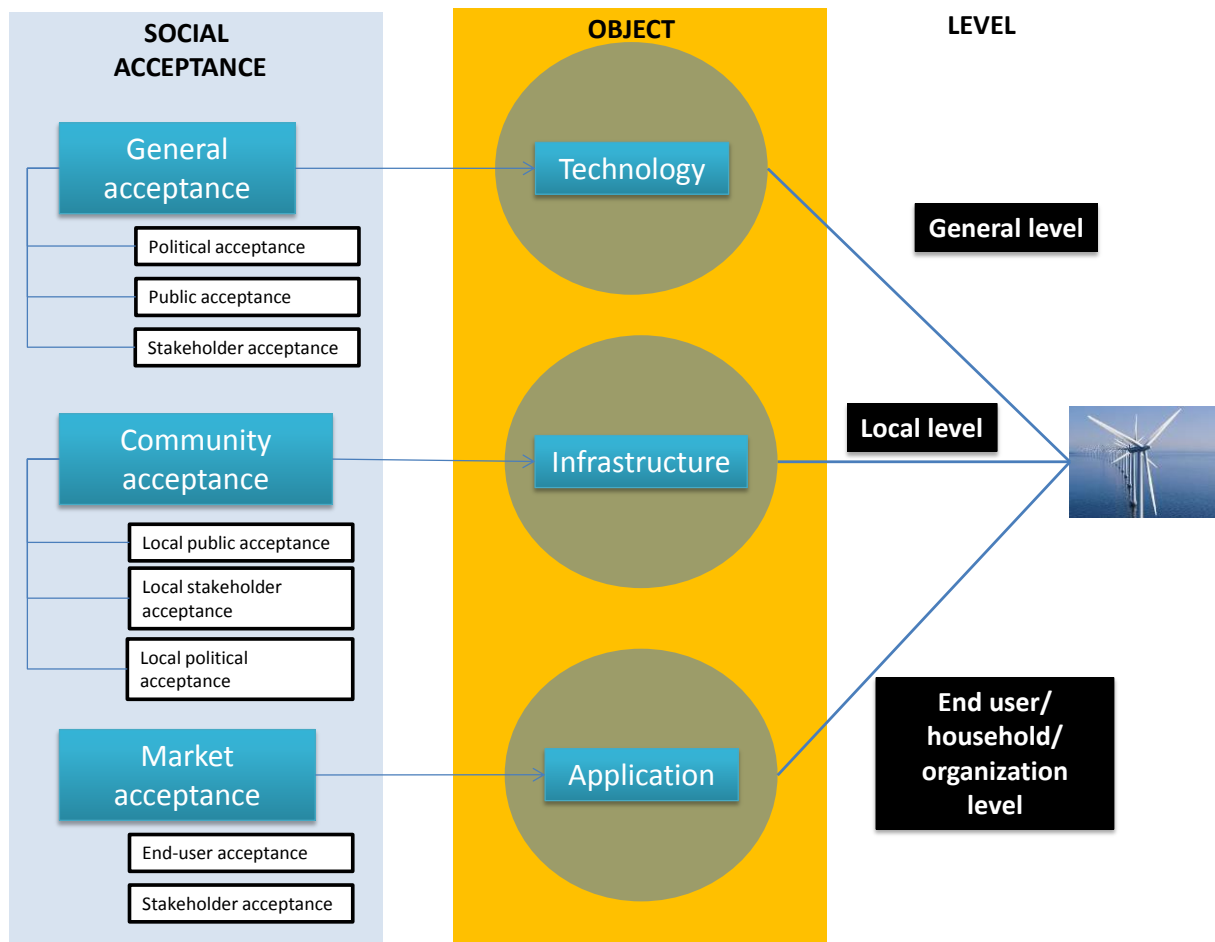 SOCIAL
ACCEPTANCE
OBJECT
LEVEL
General
acceptance
Technology
General level
Political acceptance
Public acceptance
Stakeholder acceptance
Community
acceptance
Infrastructure
Local level
Local public acceptance
Local stakeholder
acceptance
Local political
acceptance
Market
acceptance
Application
End user/
household/
organization
level
End-user acceptance
Stakeholder acceptance